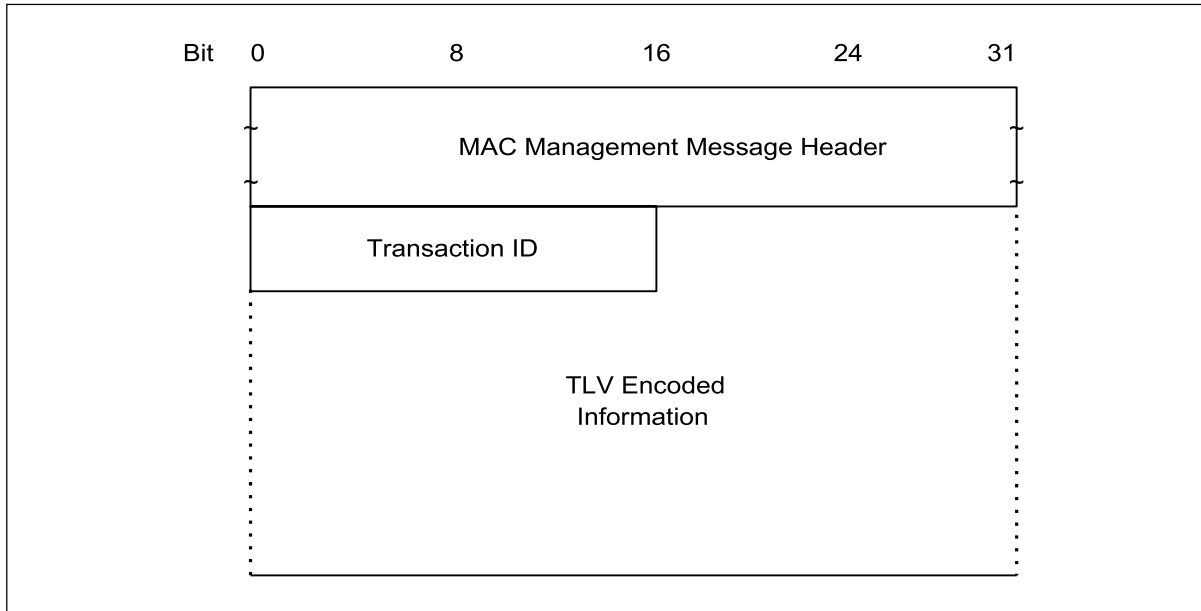 Bit 0 8 16 24 31
~ ~
MAC Management Message Header
~ ~
Transaction ID
TLV Encoded
Information